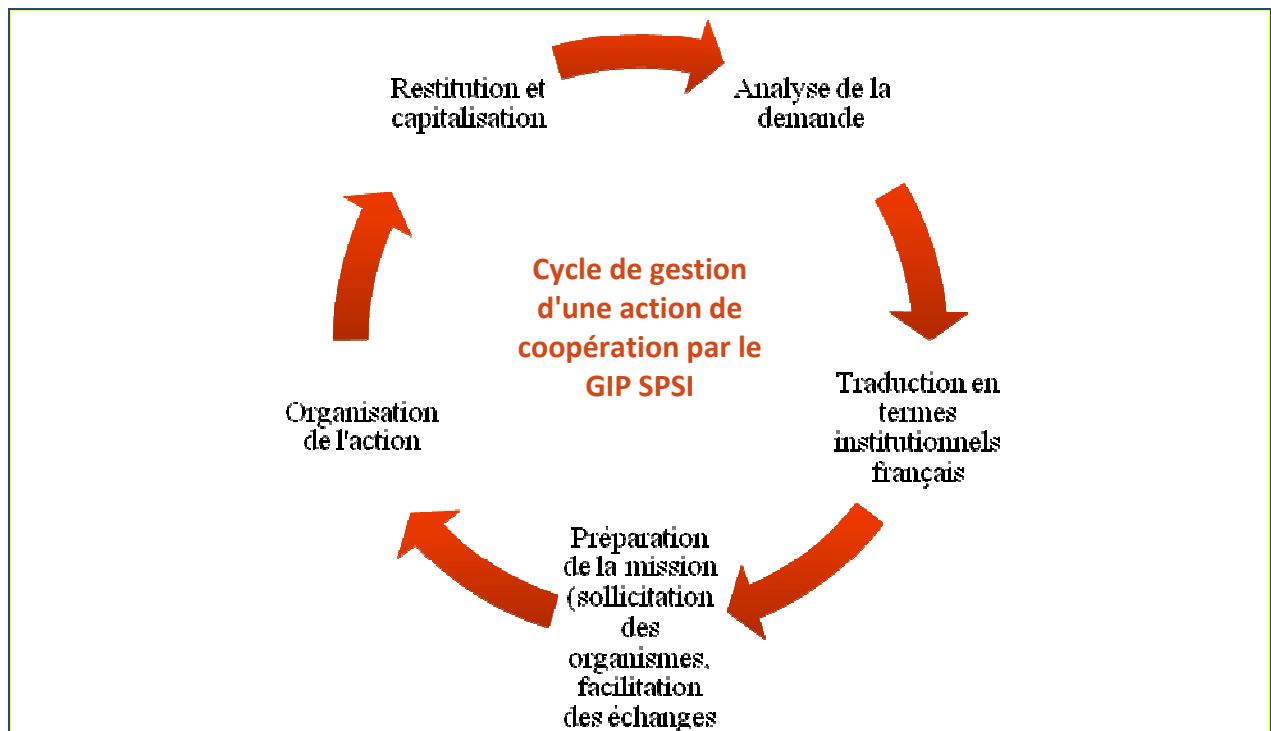 Restitution et
capitalisation
Analyse de la
demande
Cycle de gestion
d'une action de
coopération par le
GIP SPSI
Traduction en
termes
institutionnels
français
Préparation
de la mission
(sollicitation
des
organismes,
facilitation
des échanges
Organisation
de l'action